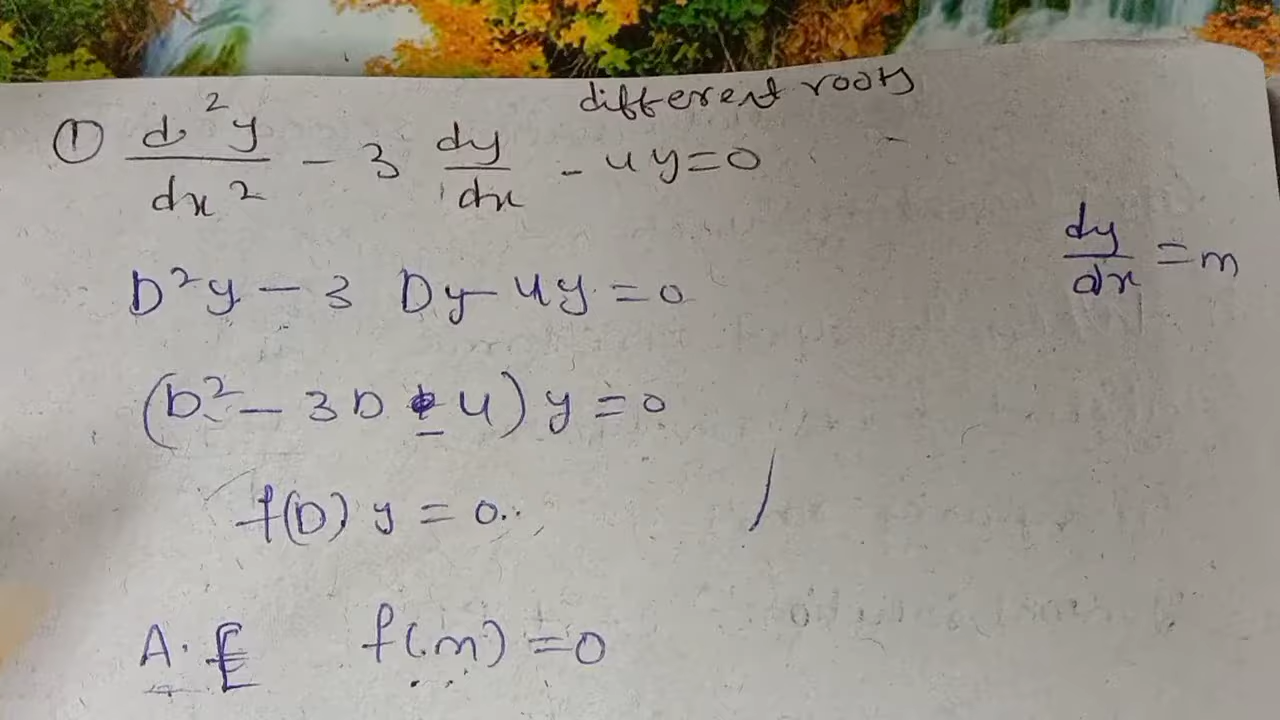 different roots
① d²y/dx² - 3 dy/dx - 4y=0
dy/dx = m
D²y - 3 Dy - 4y = 0
(D² - 3D - 4) y = 0
f(D) y = 0..
A.E f(m) = 0